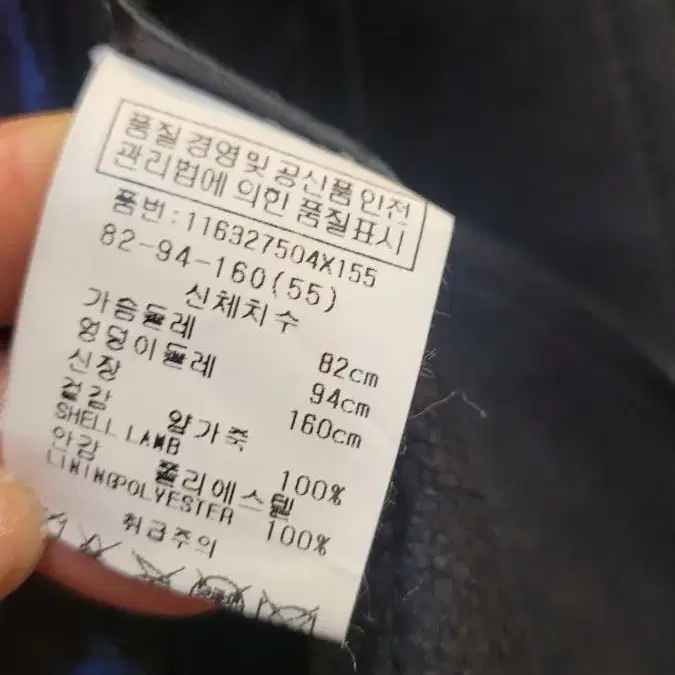 품질 경영및 공산품안전
관리법에 의한 품질표시
품번:116327504X155
82-94-160(55)
신체치수
가슴둘레 82cm
엉덩이둘레 94cm
신장 160cm
겉감 양가죽 100%
SHELL LAMB
안감 폴리에스텔 100%
LINING POLYESTER
취급주의